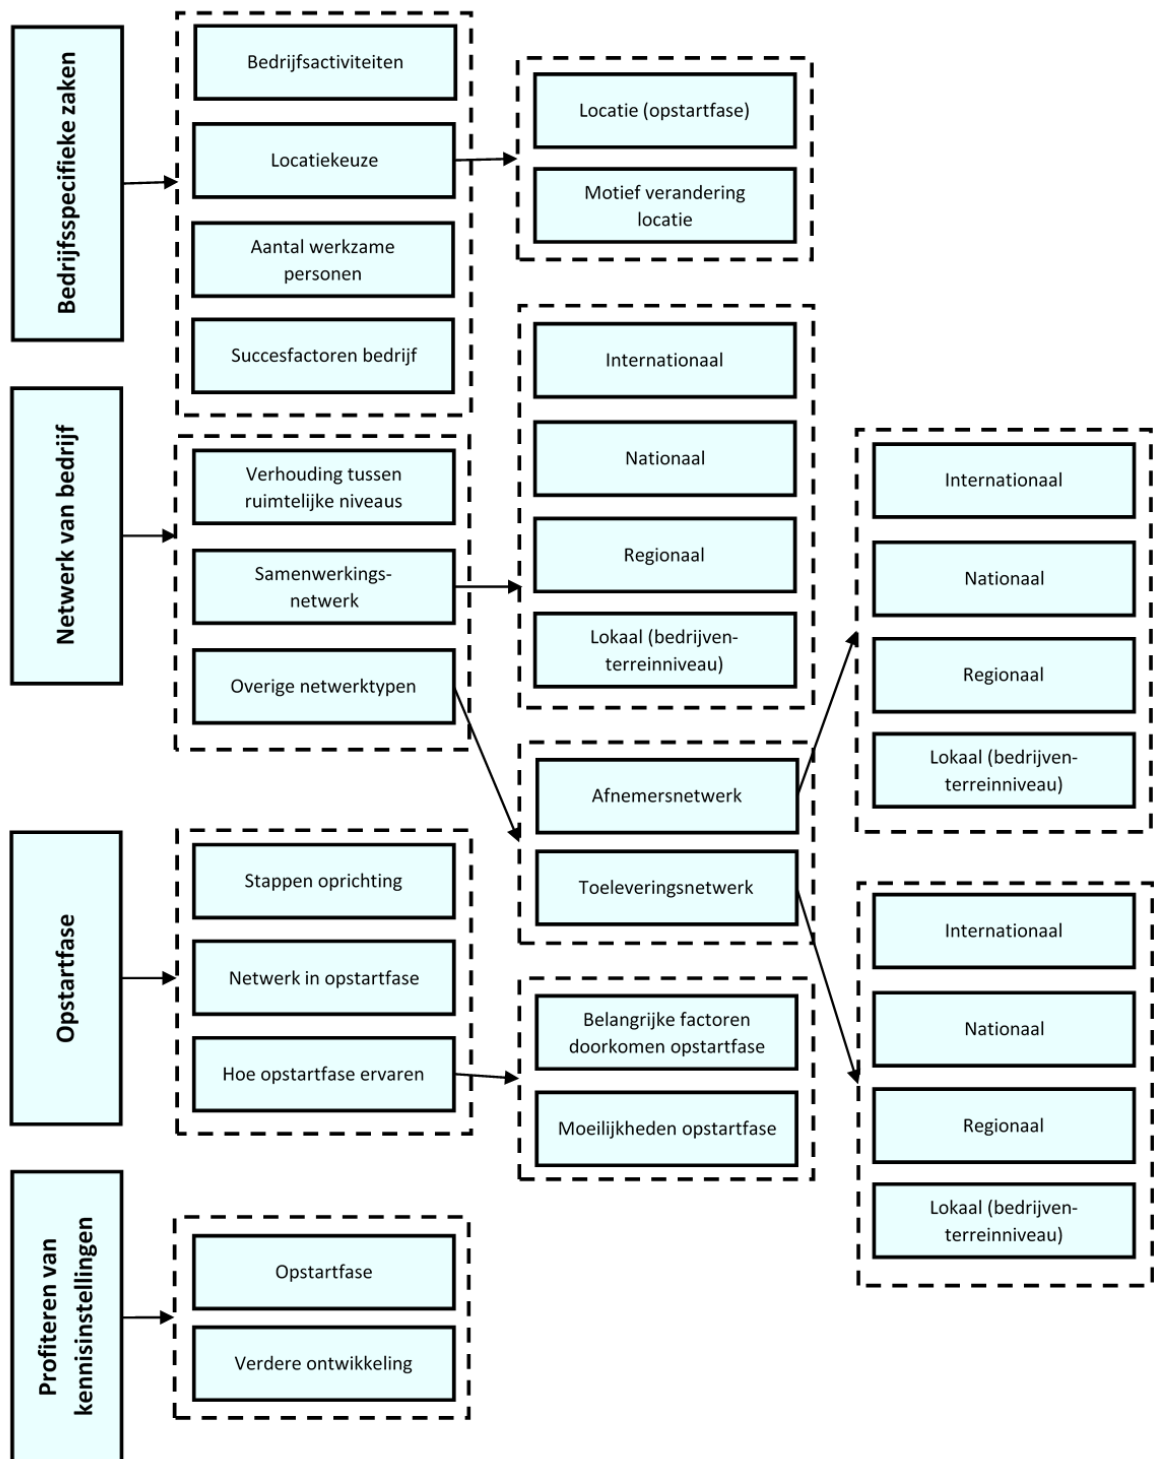 Bedrijfsspecifieke zaken
Bedrijfsactiviteiten
Locatiekeuze
Aantal werkzame
personen
Succesfactoren bedrijf
Locatie (opstartfase)
Motief verandering
locatie
Netwerk van bedrijf
Verhouding tussen
ruimtelijke niveaus
Samenwerkings-
netwerk
Overige netwerktypen
Internationaal
Nationaal
Regionaal
Lokaal (bedrijven-
terreinniveau)
Afnemersnetwerk
Toeleveringsnetwerk
Internationaal
Nationaal
Regionaal
Lokaal (bedrijven-
terreinniveau)
Internationaal
Nationaal
Regionaal
Lokaal (bedrijven-
terreinniveau)
Opstartfase
Stappen oprichting
Netwerk in opstartfase
Hoe opstartfase ervaren
Belangrijke factoren
doorkomen opstartfase
Moeilijkheden opstartfase
Profiteren van
kennisinstellingen
Opstartfase
Verdere ontwikkeling